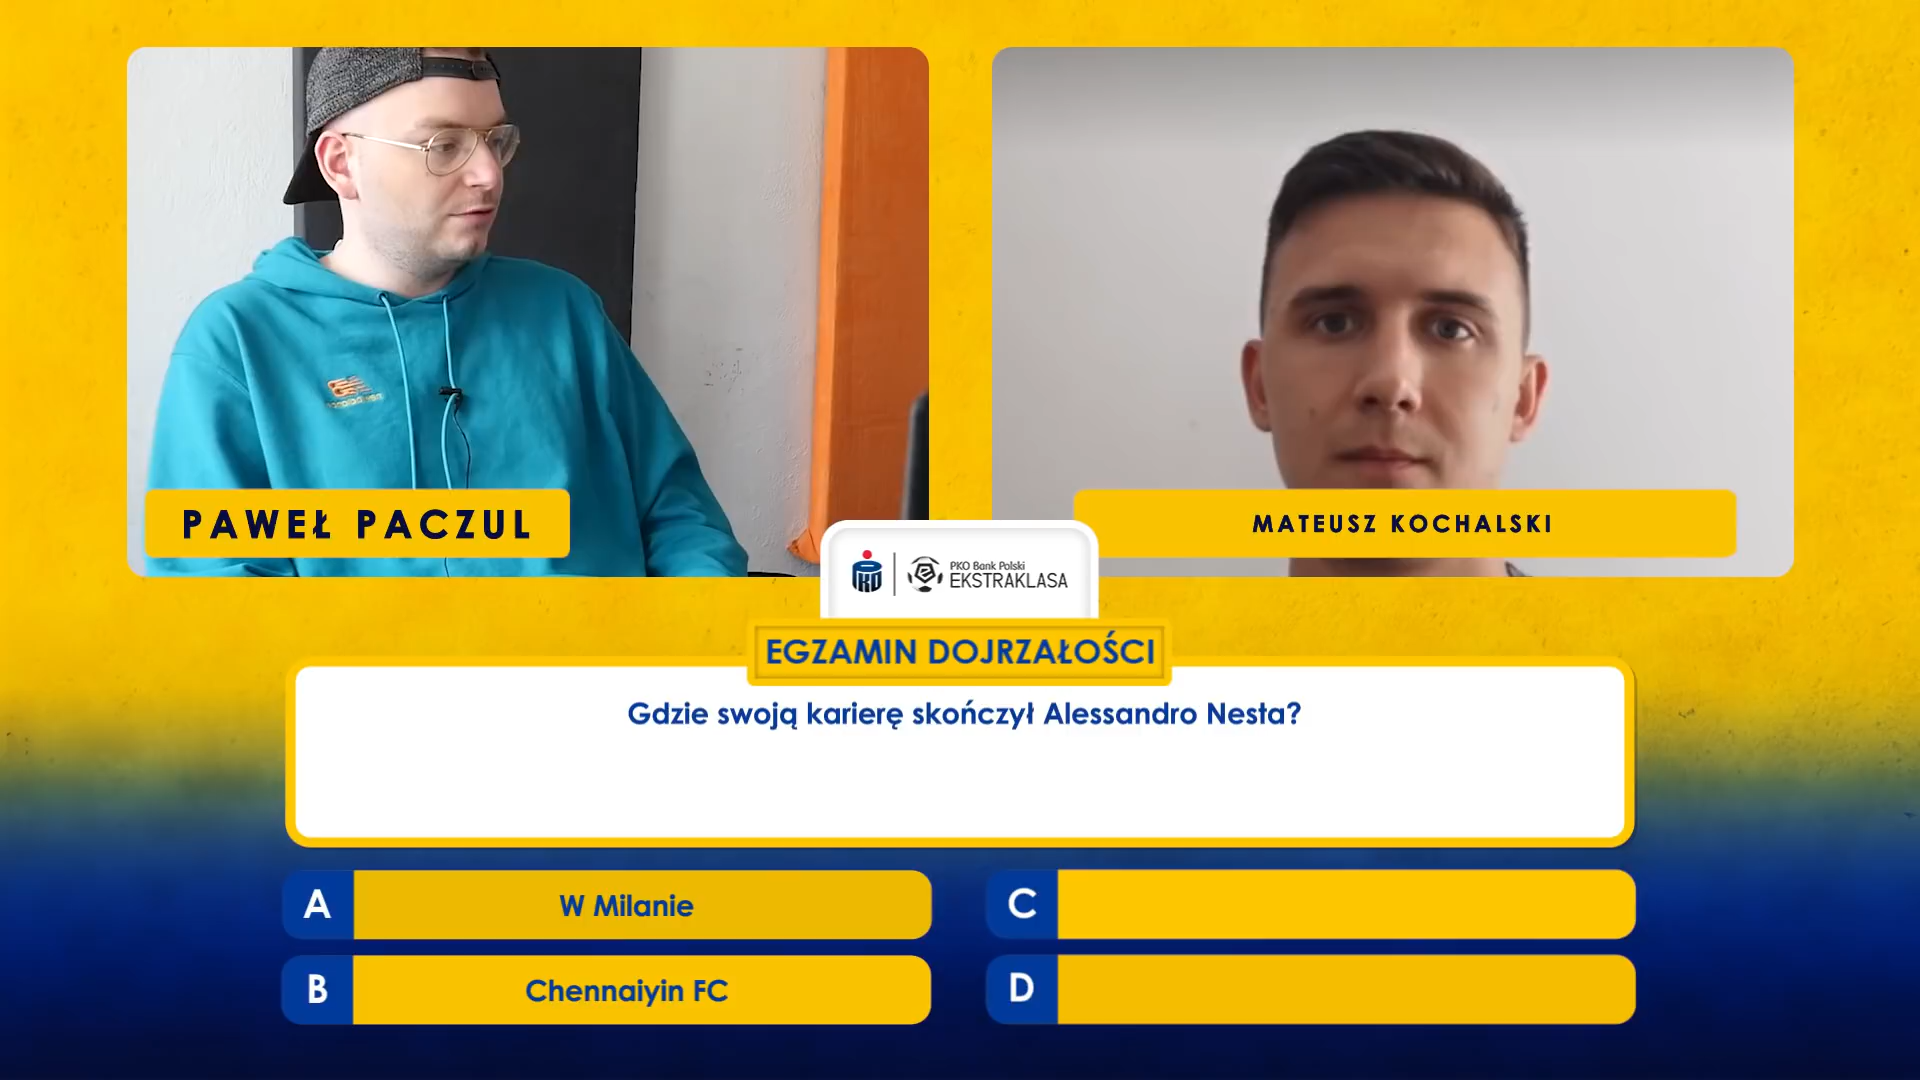 PAWEŁ PACZUL
MATEUSZ KOCHALSKI
PKO
PKO Bank Polski
EKSTRAKLASA
EGZAMIN DOJRZAŁOŚCI
Gdzie swoją karierę skończył Alessandro Nesta?
A
W Milanie
B
Chennaiyin FC
C
D